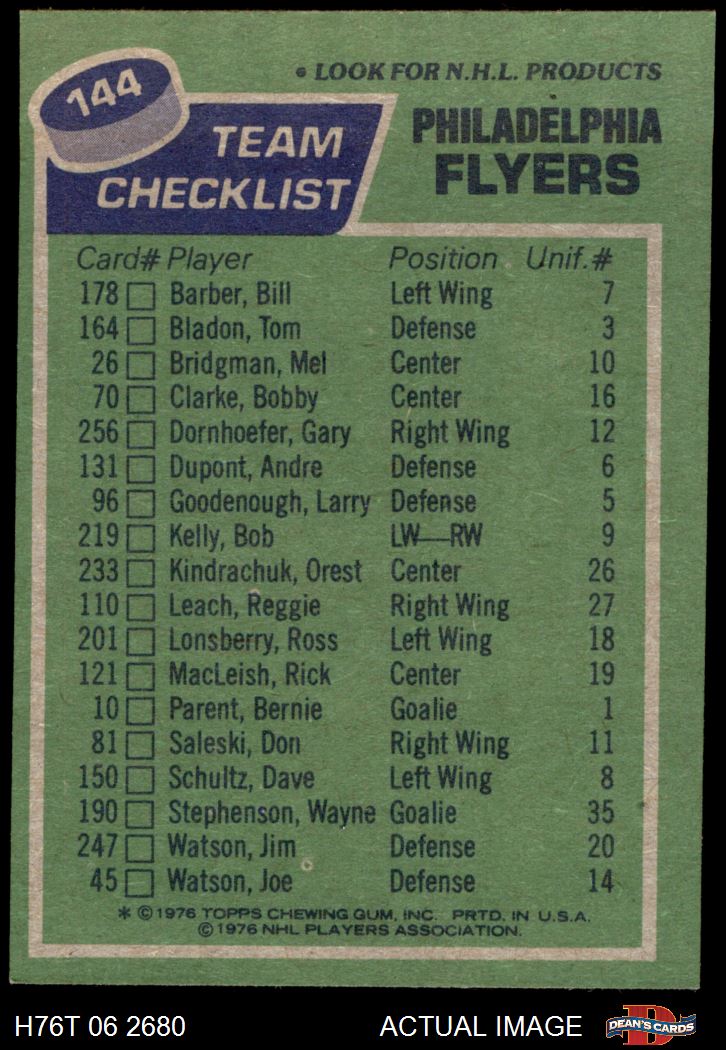 144
LOOK FOR N.H.L. PRODUCTS
TEAM
CHECKLIST
PHILADELPHIA
FLYERS
Card# Player Position Unif.#
178 Barber, Bill Left Wing 7
164 Bladon, Tom Defense 3
26 Bridgman, Mel Center 10
70 Clarke, Bobby Center 16
256 Dornhoefer, Gary Right Wing 12
131 Dupont, Andre Defense 6
96 Goodenough, Larry Defense 5
219 Kelly, Bob LW—RW 9
233 Kindrachuk, Orest Center 26
110 Leach, Reggie Right Wing 27
201 Lonsberry, Ross Left Wing 18
121 MacLeish, Rick Center 19
10 Parent, Bernie Goalie 1
81 Saleski, Don Right Wing 11
150 Schultz, Dave Left Wing 8
190 Stephenson, Wayne Goalie 35
247 Watson, Jim Defense 20
45 Watson, Joe Defense 14
* ©1976 TOPPS CHEWING GUM, INC. PRTD. IN U.S.A.
©1976 NHL PLAYERS ASSOCIATION.
H76T 06 2680 ACTUAL IMAGE D DEAN'S CARDS